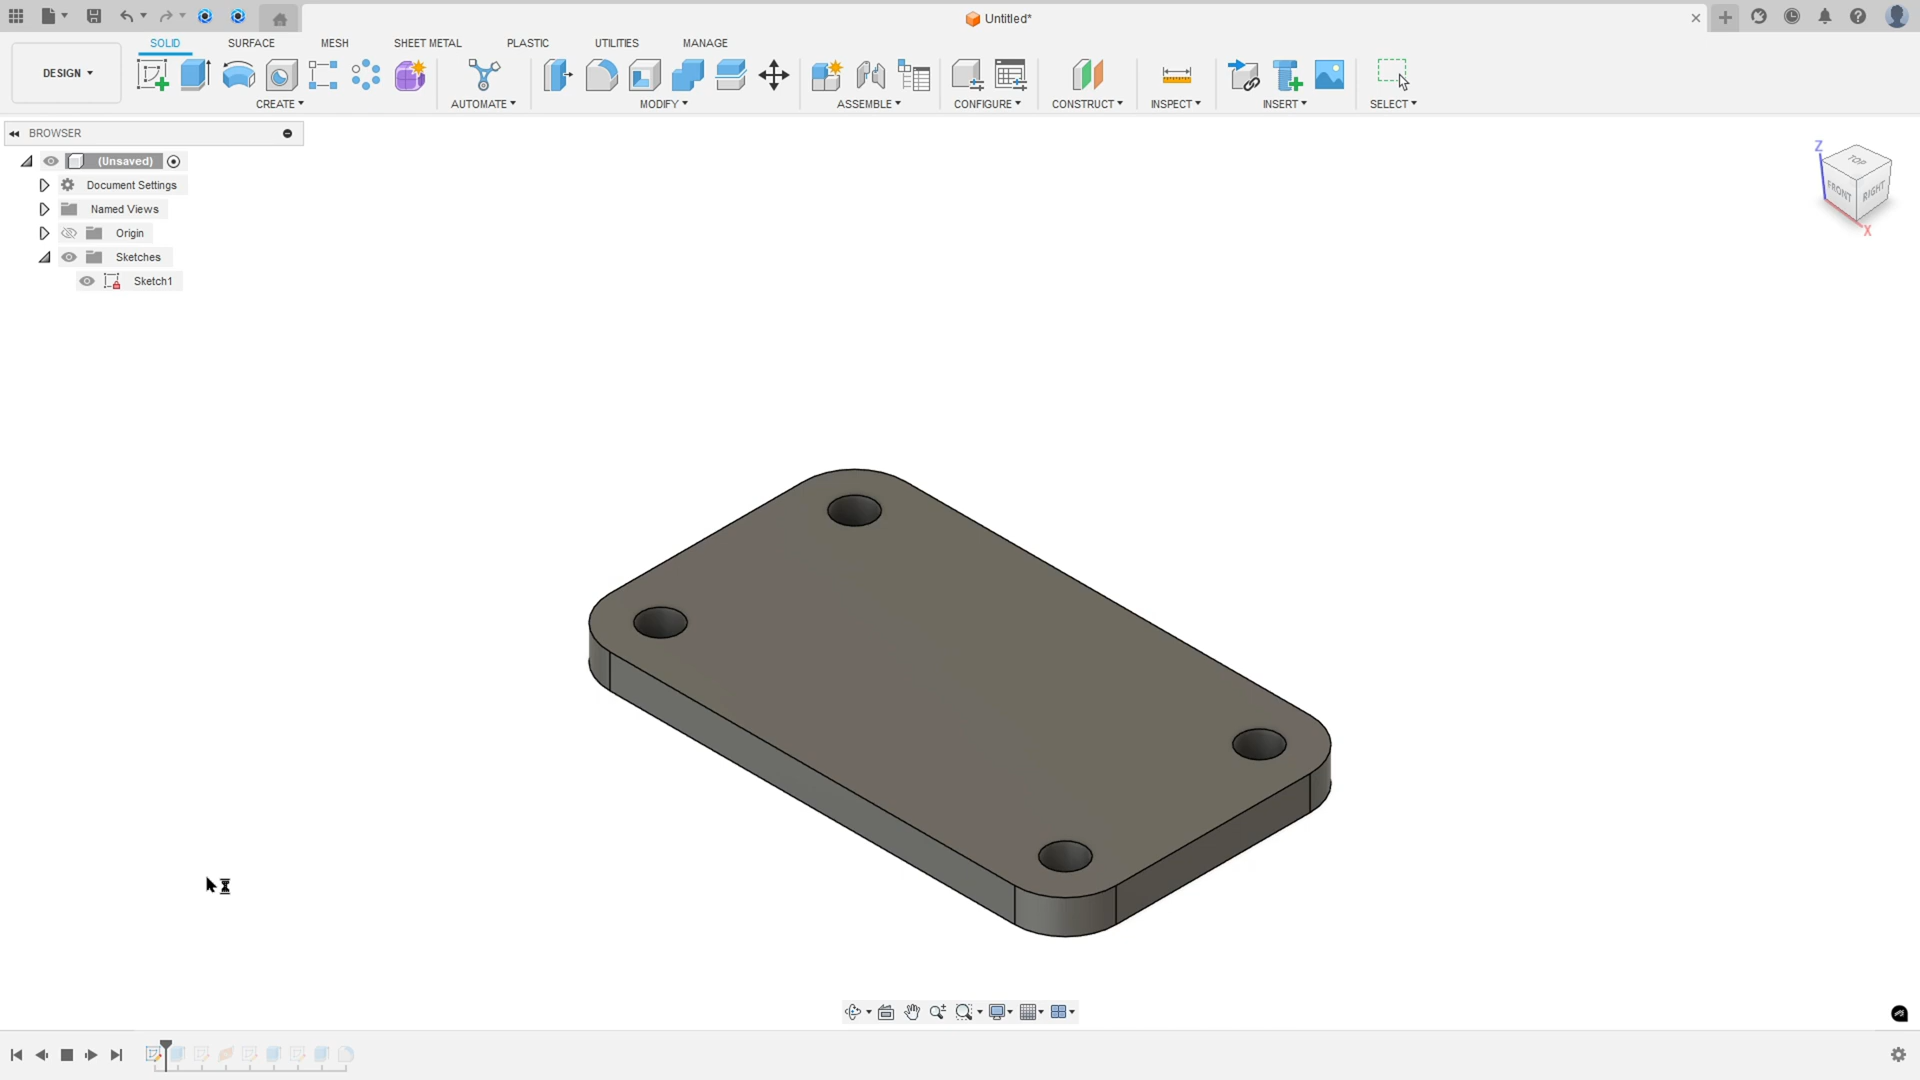 Untitled*
SOLID SURFACE MESH SHEET METAL PLASTIC UTILITIES MANAGE
DESIGN
CREATE AUTOMATE MODIFY ASSEMBLE CONFIGURE CONSTRUCT INSPECT INSERT SELECT
BROWSER
(Unsaved)
Document Settings
Named Views
Origin
Sketches
Sketch1
Z
TOP
FRONT RIGHT
X